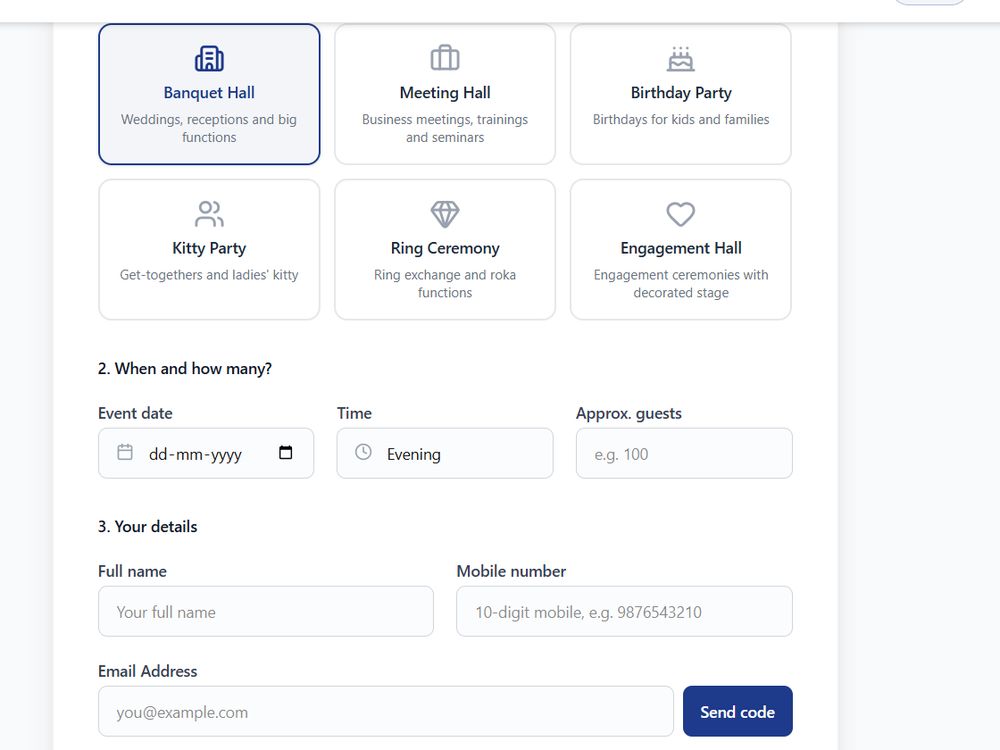 Banquet Hall
Weddings, receptions and big
functions
Meeting Hall
Business meetings, trainings
and seminars
Birthday Party
Birthdays for kids and families
Kitty Party
Get-togethers and ladies' kitty
Ring Ceremony
Ring exchange and roka
functions
Engagement Hall
Engagement ceremonies with
decorated stage
2. When and how many?
Event date
Time
Approx. guests
dd-mm-yyyy
Evening
e.g. 100
3. Your details
Full name
Mobile number
Your full name
10-digit mobile, e.g. 9876543210
Email Address
you@example.com
Send code